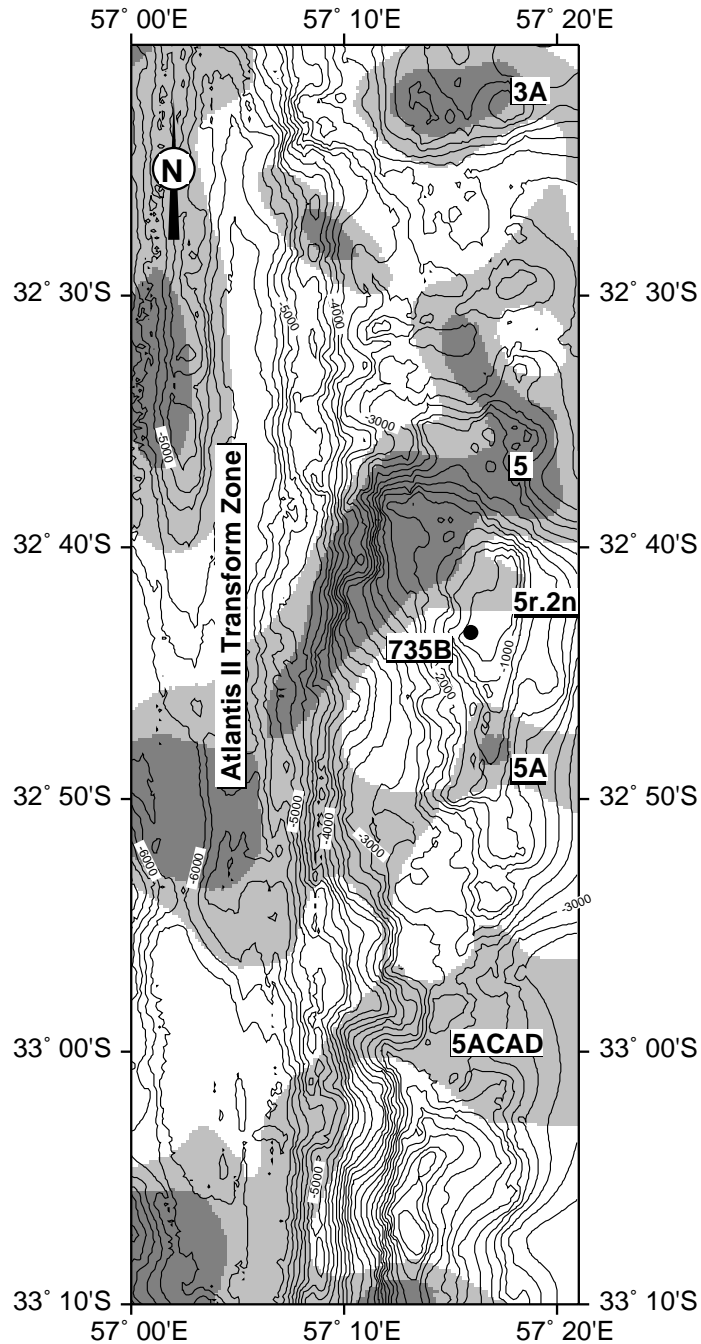 57° 00'E 57° 10'E 57° 20'E
3A
N
32° 30'S 32° 30'S
-5000
-4000
-3000
-5000
5
32° 40'S 32° 40'S
Atlantis II Transform Zone
5r.2n
735B
-1000
-2000
5A
32° 50'S 32° 50'S
-5000
-4000
-3000
-6000
-6000
-3000
33° 00'S 33° 00'S
5ACAD
-5000
33° 10'S 33° 10'S
57° 00'E 57° 10'E 57° 20'E